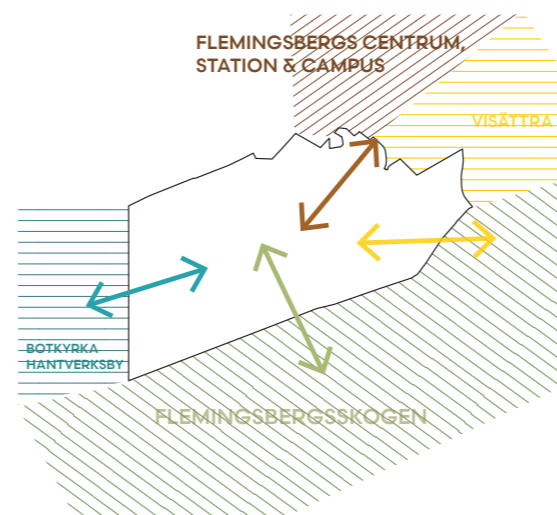 FLEMINGSBERGS CENTRUM,
STATION & CAMPUS
VISÄTTRA
BOTKYRKA
HANTVERKSBY
FLEMINGSBERGSSKOGEN